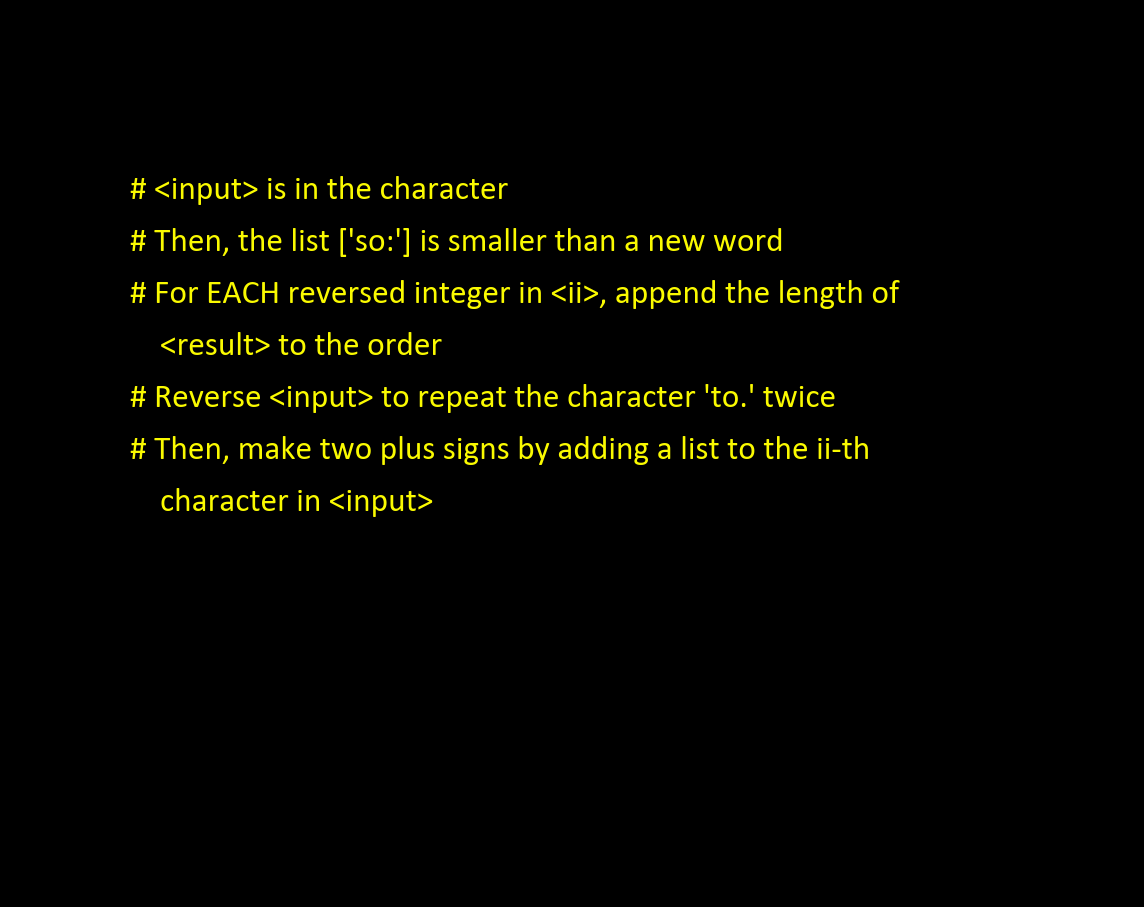 # <input> is in the character
# Then, the list ['so:'] is smaller than a new word
# For EACH reversed integer in <ii>, append the length of
<result> to the order
# Reverse <input> to repeat the character 'to.' twice
# Then, make two plus signs by adding a list to the ii-th
character in <input>